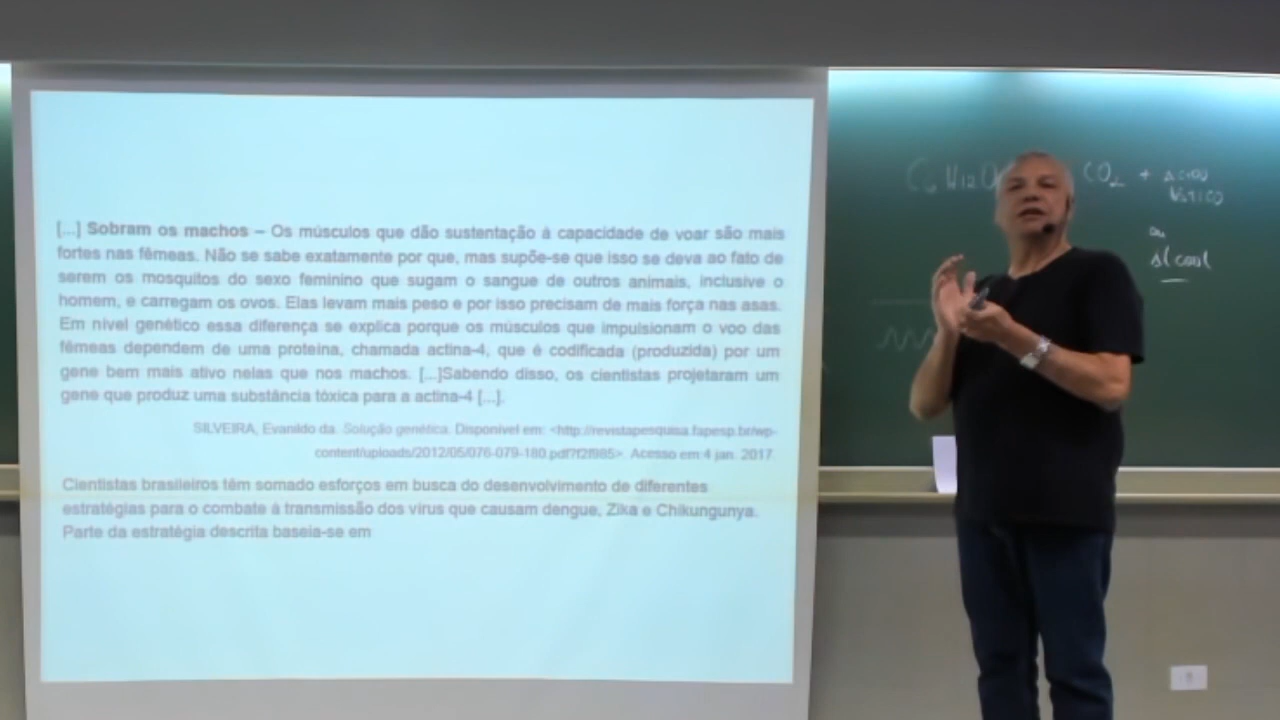 [...] Sobram os machos – Os músculos que dão sustentação à capacidade de voar são mais
fortes nas fêmeas. Não se sabe exatamente por que, mas supõe-se que isso se deva ao fato de
serem os mosquitos do sexo feminino que sugam o sangue de outros animais, inclusive o
homem, e carregam os ovos. Elas levam mais peso e por isso precisam de mais força nas asas.
Em nível genético essa diferença se explica porque os músculos que impulsionam o voo das
fêmeas dependem de uma proteína, chamada actina-4, que é codificada (produzida) por um
gene bem mais ativo nelas que nos machos. [...]Sabendo disso, os cientistas projetaram um
gene que produz uma substância tóxica para a actina-4 [...].
SILVEIRA, Evanildo da. Solução genética. Disponível em: <http://revistapesquisa.fapesp.br/wp-
content/uploads/2012/05/076-079-180.pdf?f2f985>. Acesso em:4 jan. 2017.
Cientistas brasileiros têm somado esforços em busca do desenvolvimento de diferentes
estratégias para o combate à transmissão dos vírus que causam dengue, Zika e Chikungunya.
Parte da estratégia descrita baseia-se em
C6 H12O CO2 + ácido
lático
ou
álcool